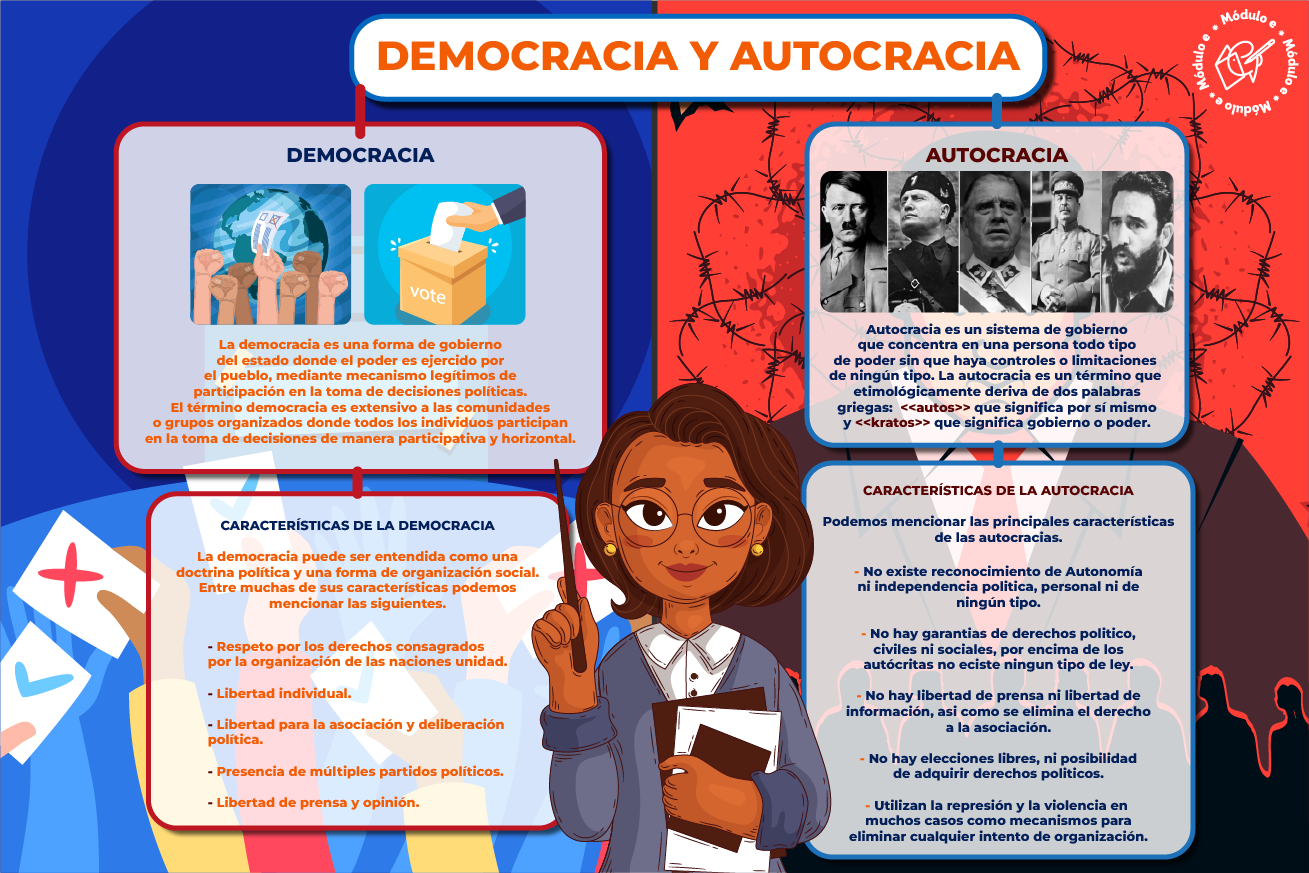 DEMOCRACIA Y AUTOCRACIA
* Módulo e * Módulo e * Módulo e * Módulo e
DEMOCRACIA
vote
La democracia es una forma de gobierno
del estado donde el poder es ejercido por
el pueblo, mediante mecanismo legítimos de
participación en la toma de decisiones políticas.
El término democracia es extensivo a las comunidades
o grupos organizados donde todos los individuos participan
en la toma de decisiones de manera participativa y horizontal.
CARACTERÍSTICAS DE LA DEMOCRACIA
La democracia puede ser entendida como una
doctrina política y una forma de organización social.
Entre muchas de sus características podemos
mencionar las siguientes.
- Respeto por los derechos consagrados
por la organización de las naciones unidad.
- Libertad individual.
- Libertad para la asociación y deliberación
política.
- Presencia de múltiples partidos políticos.
- Libertad de prensa y opinión.
AUTOCRACIA
Autocracia es un sistema de gobierno
que concentra en una persona todo tipo
de poder sin que haya controles o limitaciones
de ningún tipo. La autocracia es un término que
etimológicamente deriva de dos palabras
griegas: <<autos>> que significa por sí mismo
y <<kratos>> que significa gobierno o poder.
CARACTERÍSTICAS DE LA AUTOCRACIA
Podemos mencionar las principales características
de las autocracias.
- No existe reconocimiento de Autonomía
ni independencia politica, personal ni de
ningún tipo.
- No hay garantias de derechos politico,
civiles ni sociales, por encima de los
autócritas no eciste ningun tipo de ley.
- No hay libertad de prensa ni libertad de
información, asi como se elimina el derecho
a la asociación.
- No hay elecciones libres, ni posibilidad
de adquirir derechos politicos.
- Utilizan la represión y la violencia en
muchos casos como mecanismos para
eliminar cualquier intento de organización.